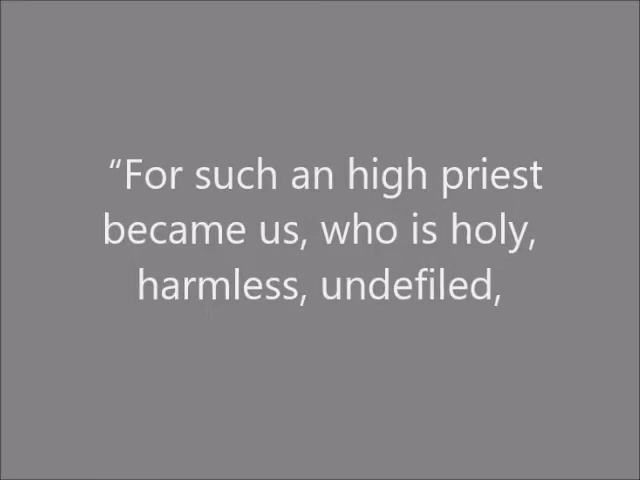 “For such an high priest
became us, who is holy,
harmless, undefiled,